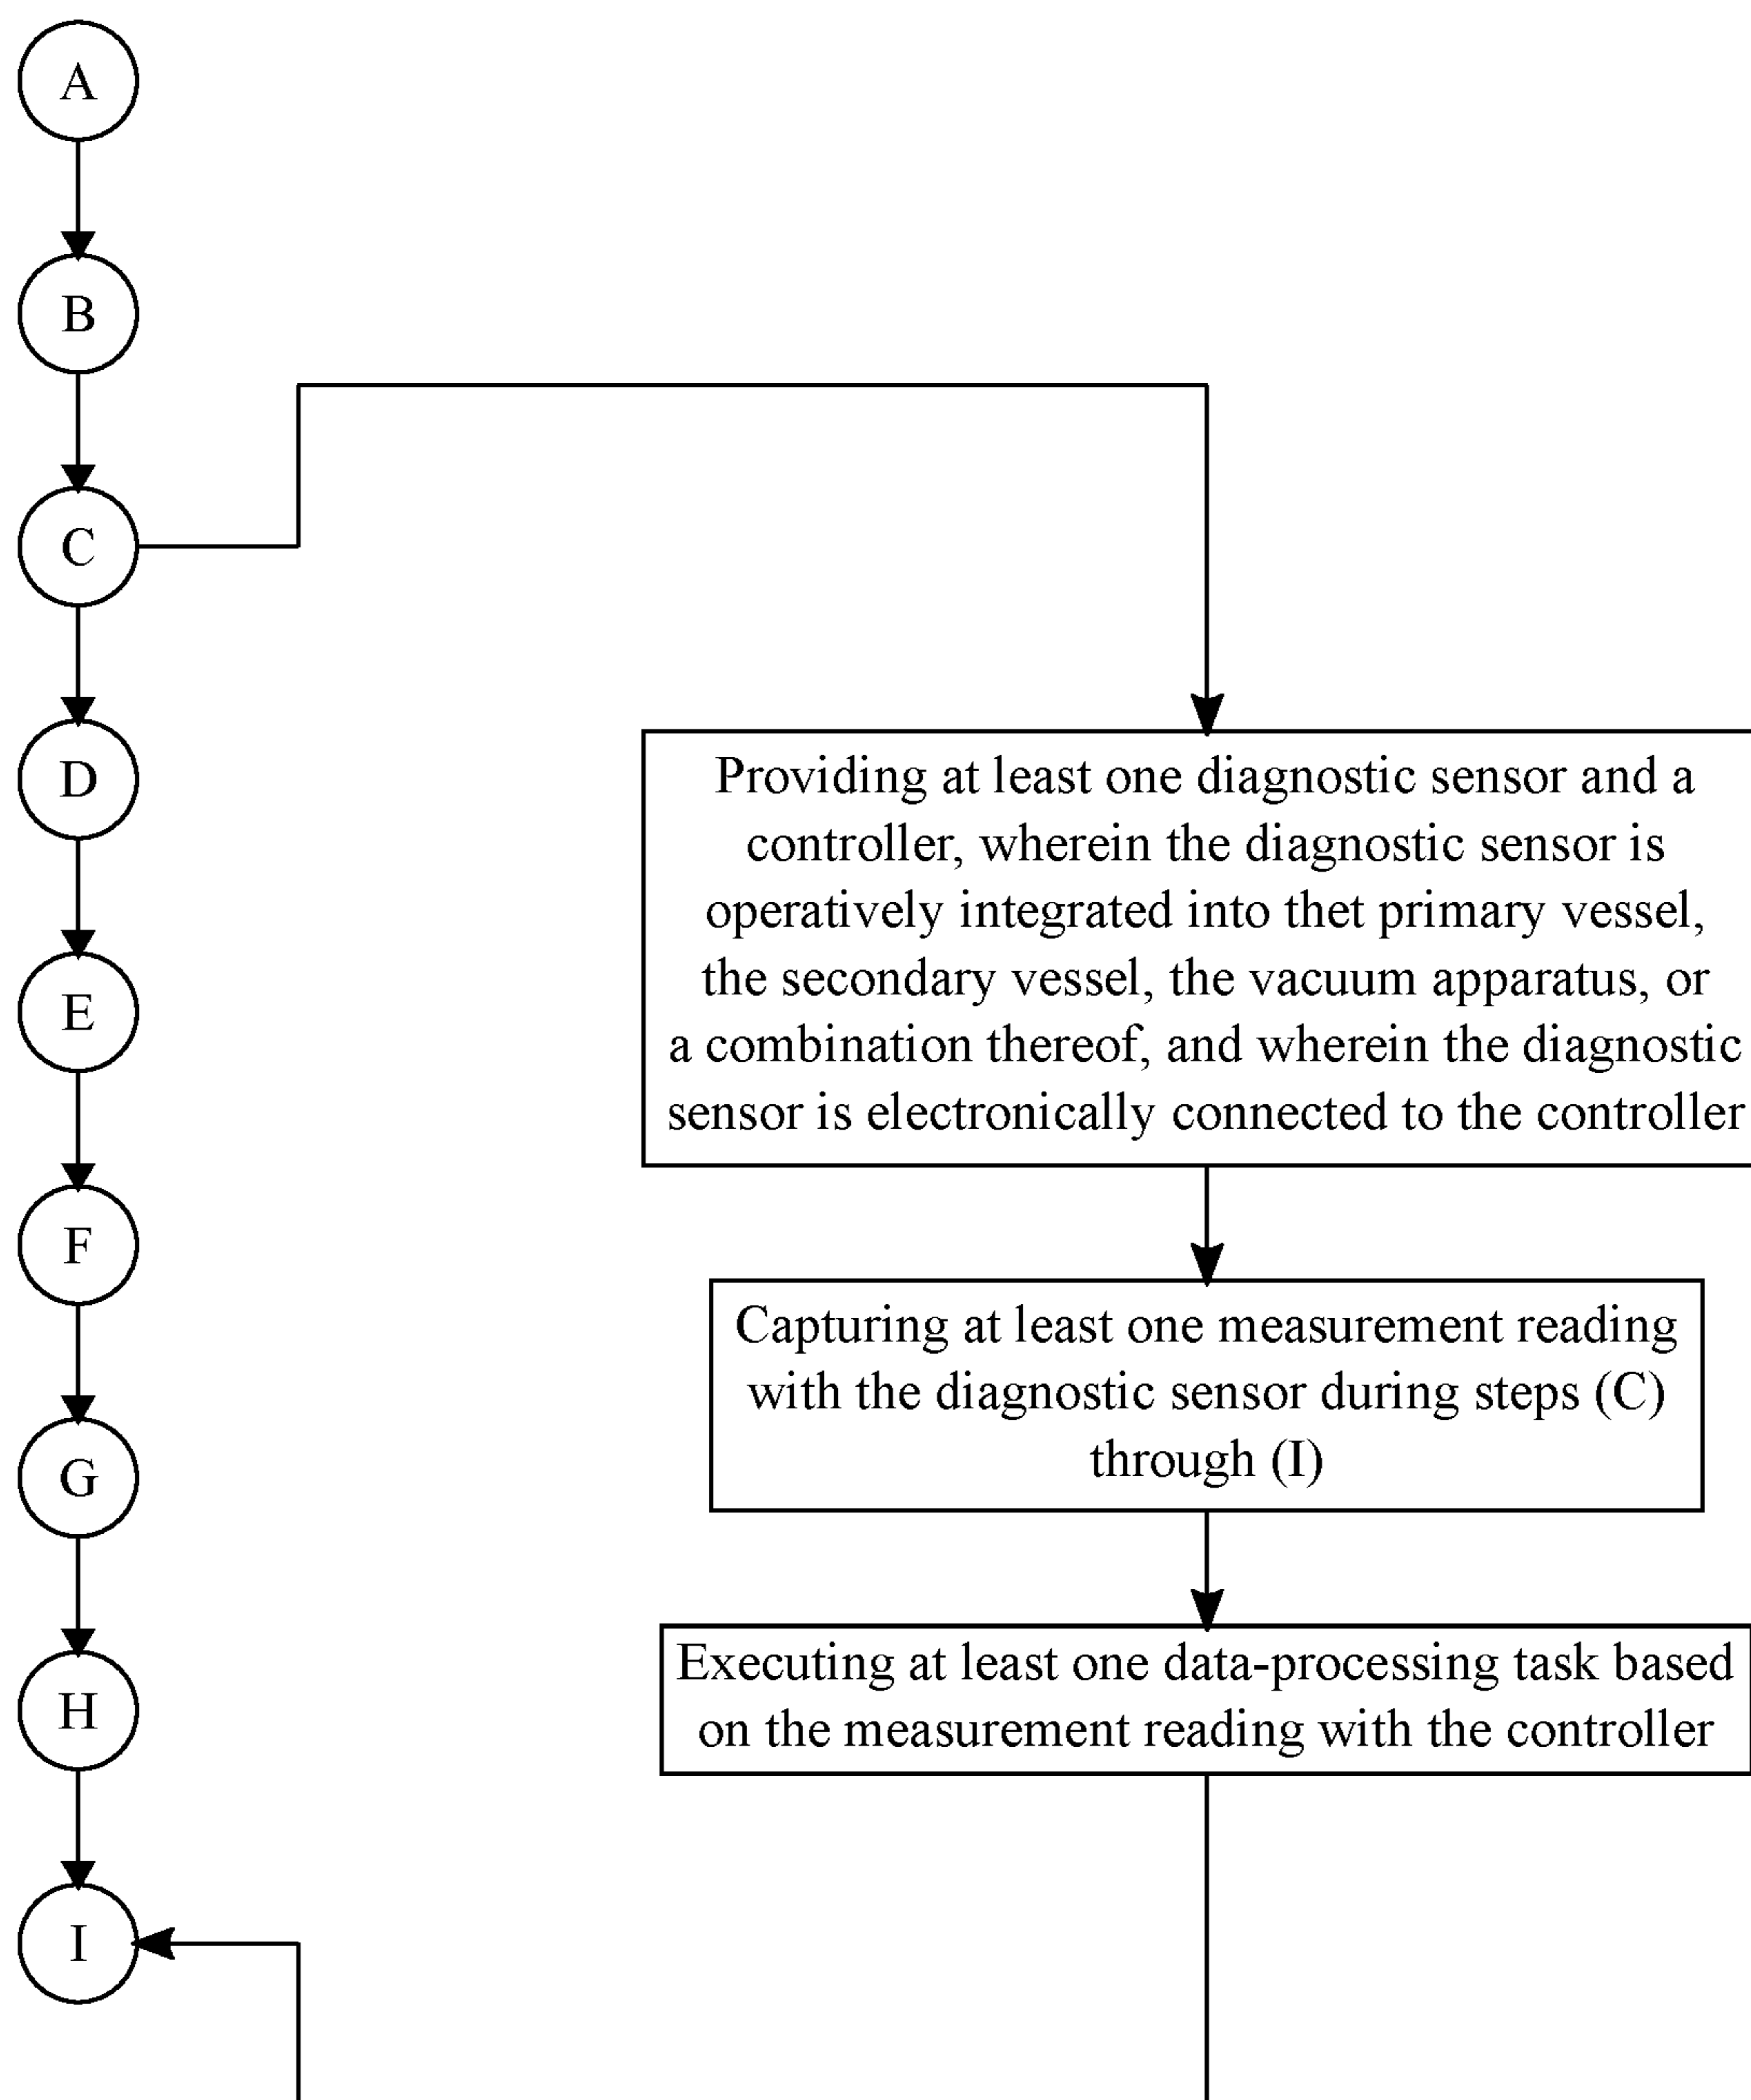 A
B
C
D
E
F
G
H
I
Providing at least one diagnostic sensor and a
controller, wherein the diagnostic sensor is
operatively integrated into thet primary vessel,
the secondary vessel, the vacuum apparatus, or
a combination thereof, and wherein the diagnostic
sensor is electronically connected to the controller
Capturing at least one measurement reading
with the diagnostic sensor during steps (C)
through (I)
Executing at least one data-processing task based
on the measurement reading with the controller